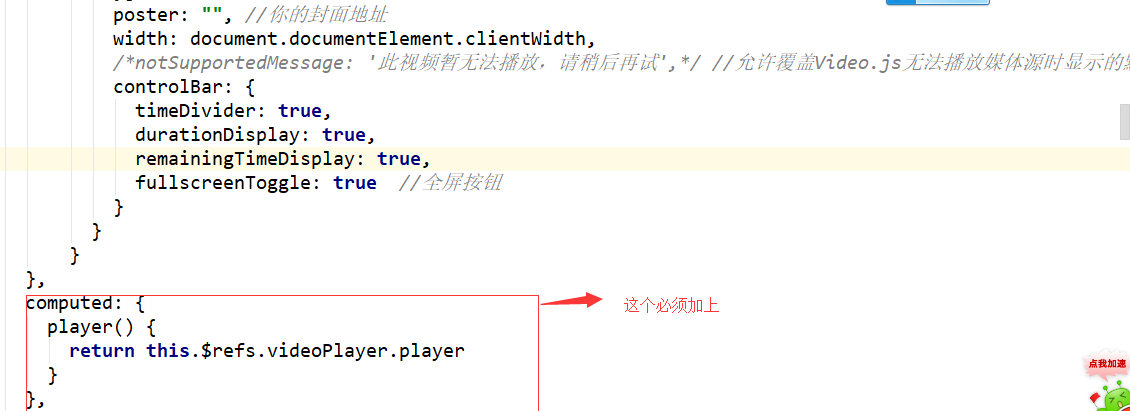 poster: "", //你的封面地址
width: document.documentElement.clientWidth,
/*notSupportedMessage: '此视频暂无法播放，请稍后再试',*/ //允许覆盖Video.js无法播放媒体源时显示的
controlBar: {
timeDivider: true,
durationDisplay: true,
remainingTimeDisplay: true,
fullscreenToggle: true //全屏按钮
}
}
}
},
computed: {
这个必须加上
player() {
return this.$refs.videoPlayer.player
}
},
点我加速